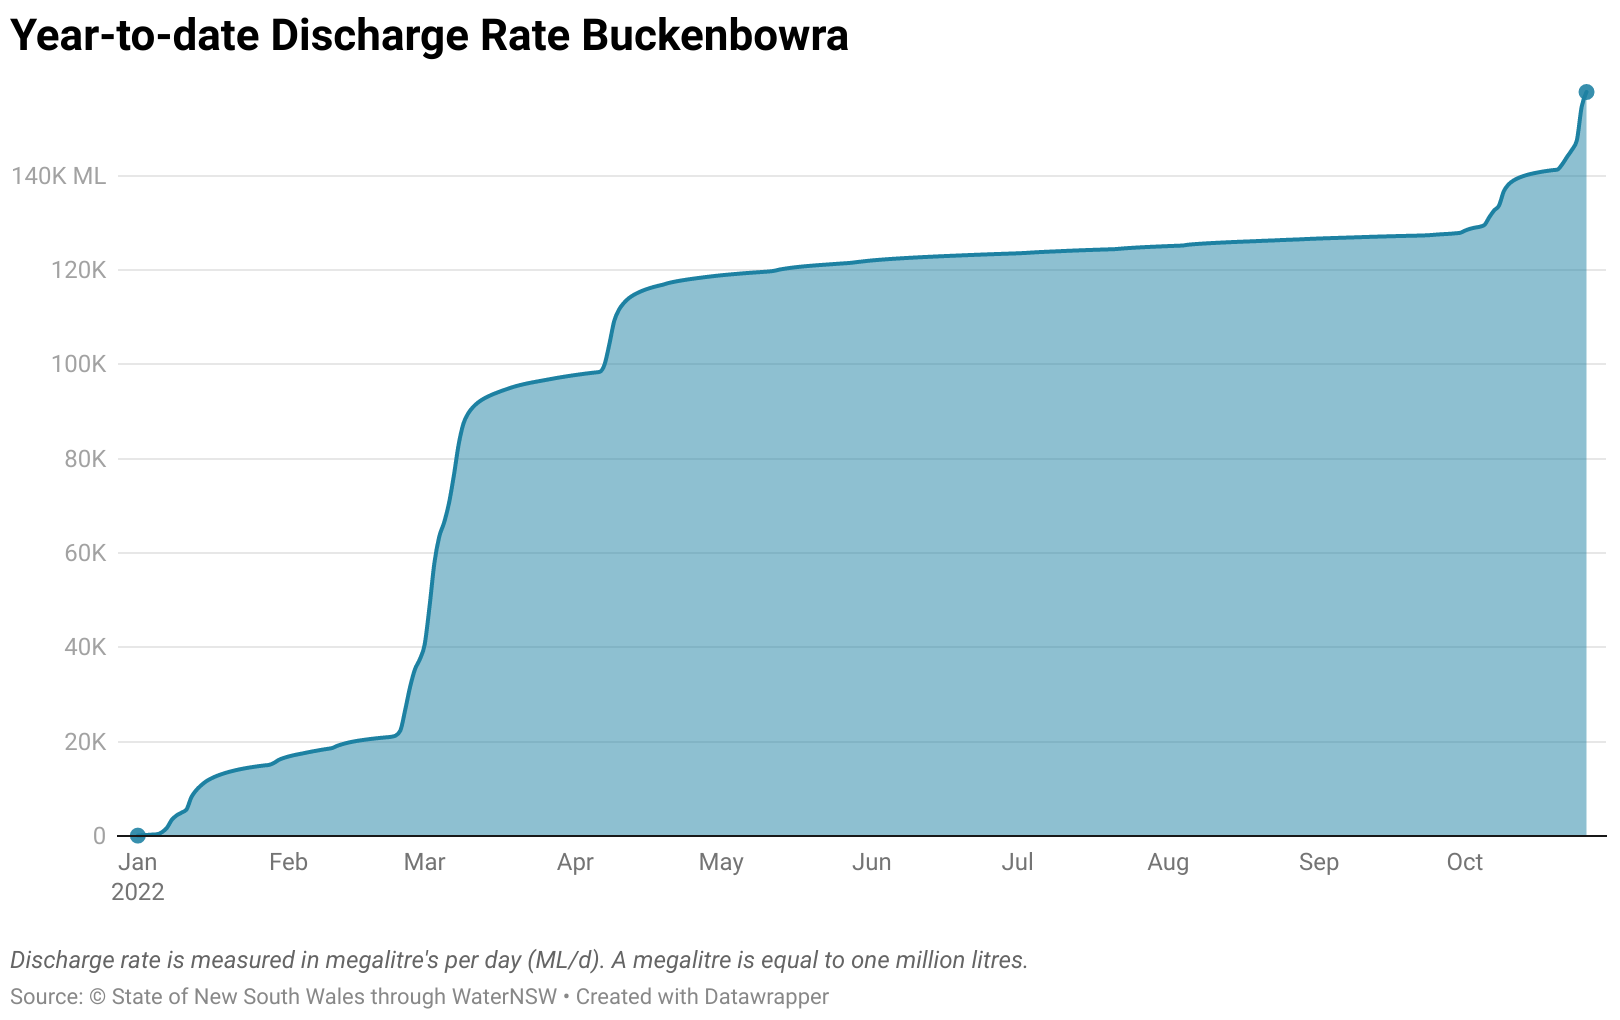 Year-to-date Discharge Rate Buckenbowra
140K ML
120K
100K
80K
60K
40K
20K
0
Jan Feb Mar Apr May Jun Jul Aug Sep Oct
2022
Discharge rate is measured in megalitre's per day (ML/d). A megalitre is equal to one million litres.
Source: © State of New South Wales through WaterNSW • Created with Datawrapper